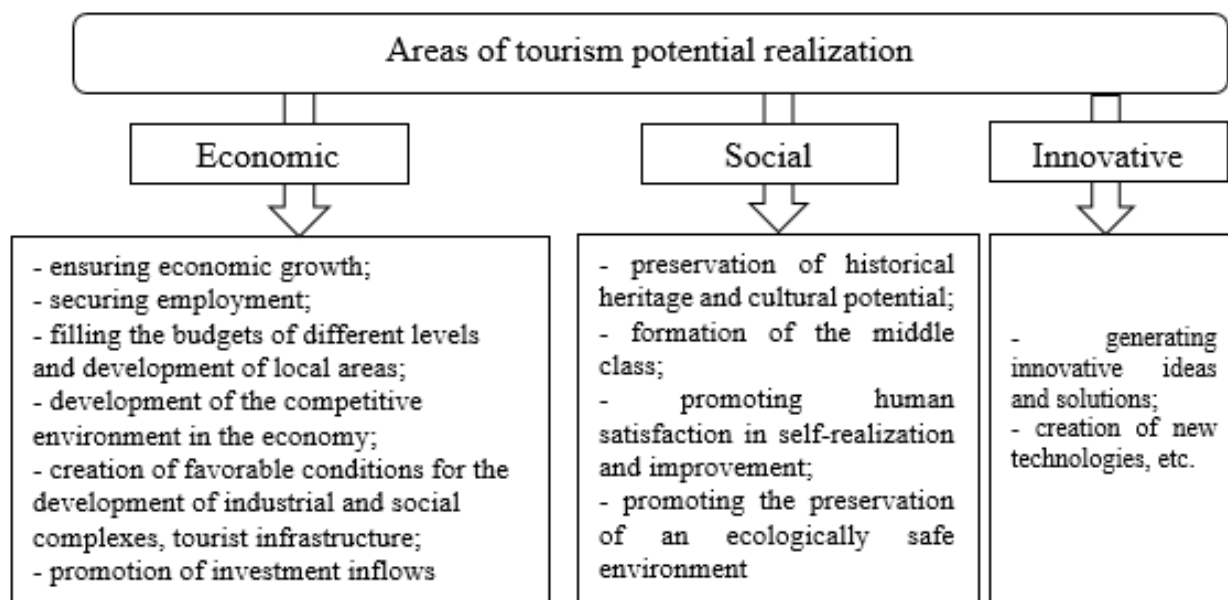 Areas of tourism potential realization
Economic
Social
Innovative
- ensuring economic growth;
- securing employment;
- filling the budgets of different levels
and development of local areas;
- development of the competitive
environment in the economy;
- creation of favorable conditions for the
development of industrial and social
complexes, tourist infrastructure;
- promotion of investment inflows
- preservation of historical
heritage and cultural potential;
- formation of the middle
class;
- promoting human
satisfaction in self-realization
and improvement;
- promoting the preservation
of an ecologically safe
environment
- generating
innovative ideas
and solutions;
- creation of new
technologies, etc.